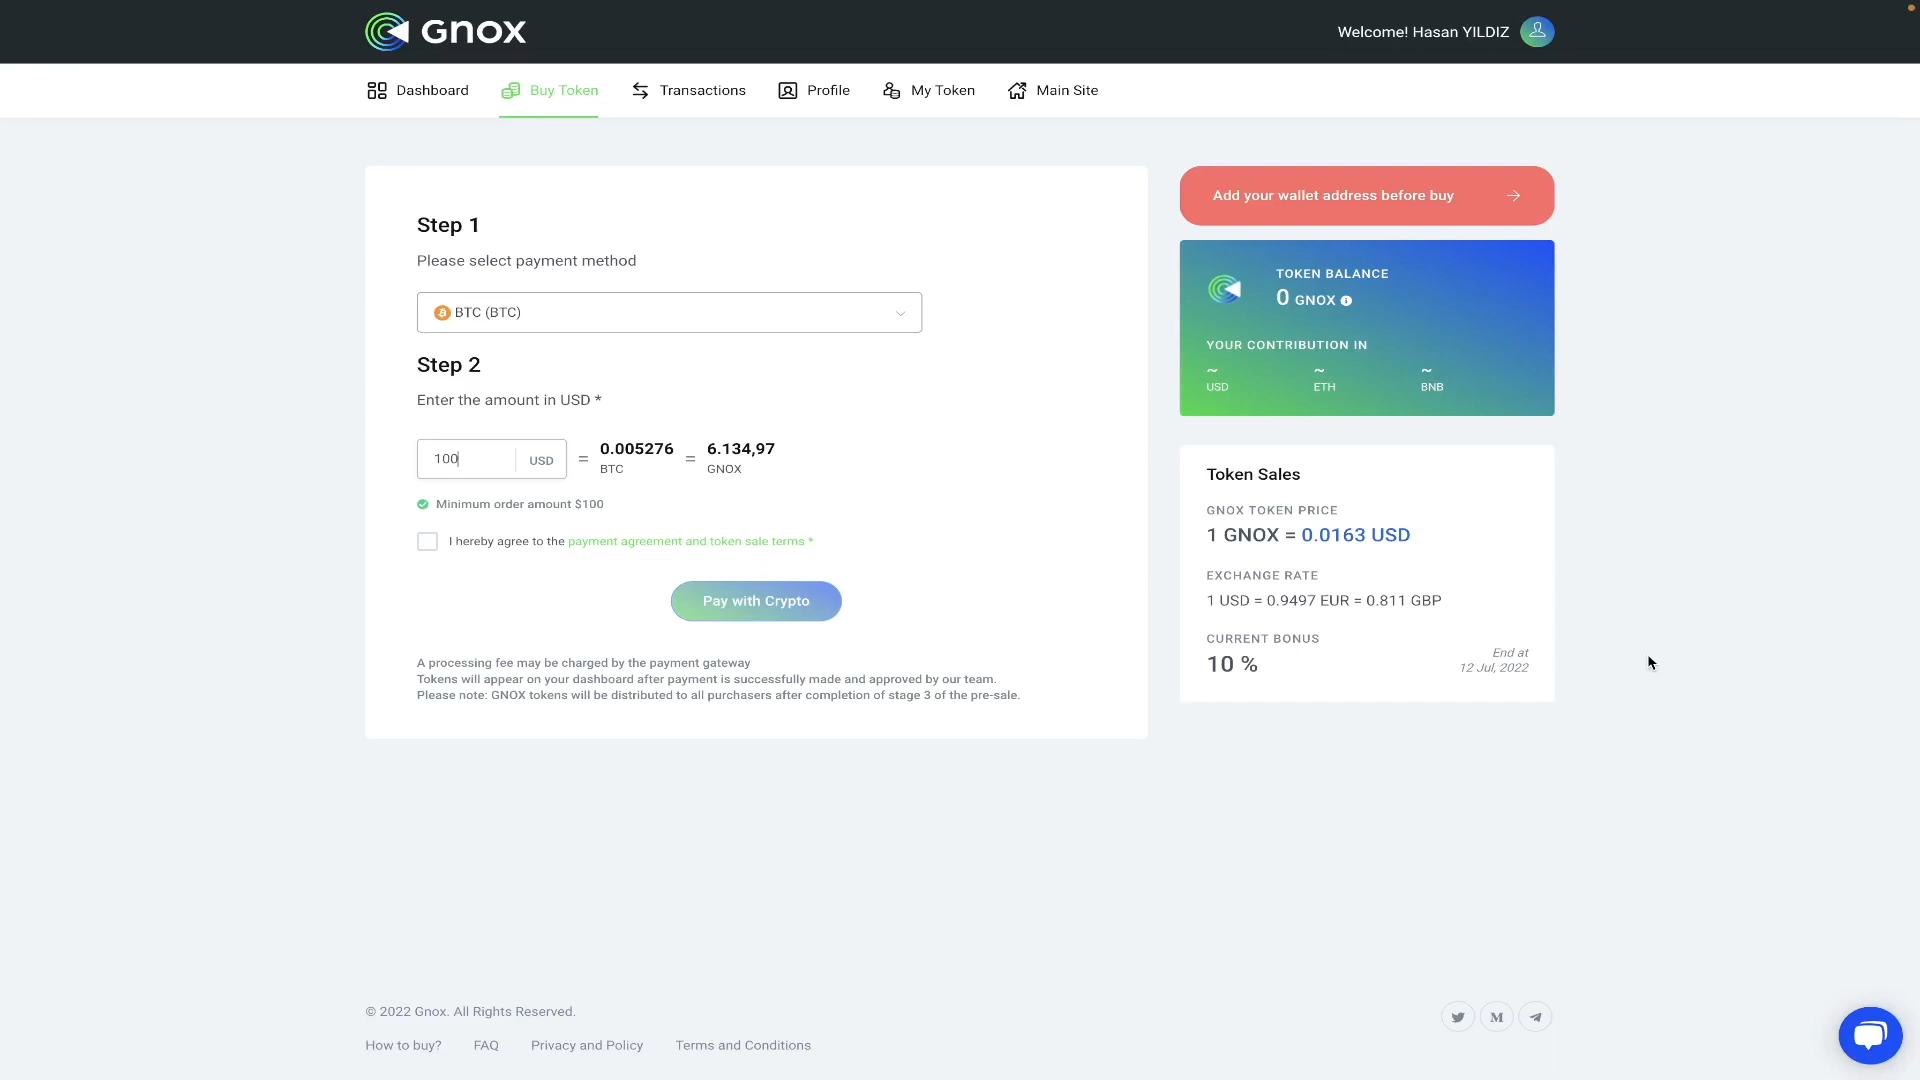 Gnox
Welcome! Hasan YILDIZ
Dashboard
Buy Token
Transactions
Profile
My Token
Main Site
Step 1
Please select payment method
BTC (BTC)
Step 2
Enter the amount in USD *
100 USD = 0.005276 BTC = 6.134,97 GNOX
Minimum order amount $100
I hereby agree to the payment agreement and token sale terms *
Pay with Crypto
A processing fee may be charged by the payment gateway
Tokens will appear on your dashboard after payment is successfully made and approved by our team.
Please note: GNOX tokens will be distributed to all purchasers after completion of stage 3 of the pre-sale.
Add your wallet address before buy
TOKEN BALANCE
0 GNOX
YOUR CONTRIBUTION IN
~ ~ ~
USD ETH BNB
Token Sales
GNOX TOKEN PRICE
1 GNOX = 0.0163 USD
EXCHANGE RATE
1 USD = 0.9497 EUR = 0.811 GBP
CURRENT BONUS
10 %
End at
12 Jul, 2022
© 2022 Gnox. All Rights Reserved.
How to buy?
FAQ
Privacy and Policy
Terms and Conditions